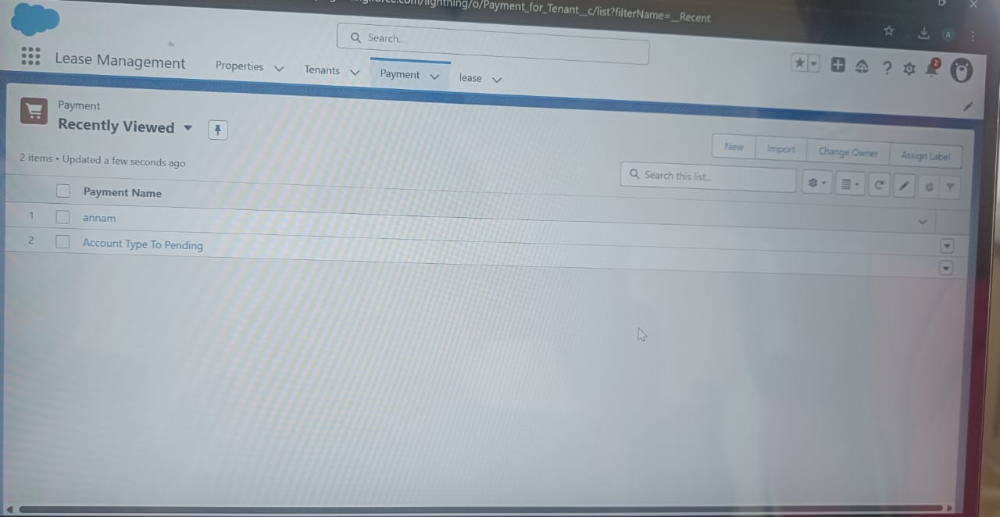 /lightning/o/Payment_for_Tenant__c/list?filterName=__Recent
Search...
A
Lease Management
Properties
Tenants
Payment
lease
2
Payment
Recently Viewed
New
Import
Change Owner
Assign Label
2 items • Updated a few seconds ago
Search this list...
Payment Name
1
annam
2
Account Type To Pending